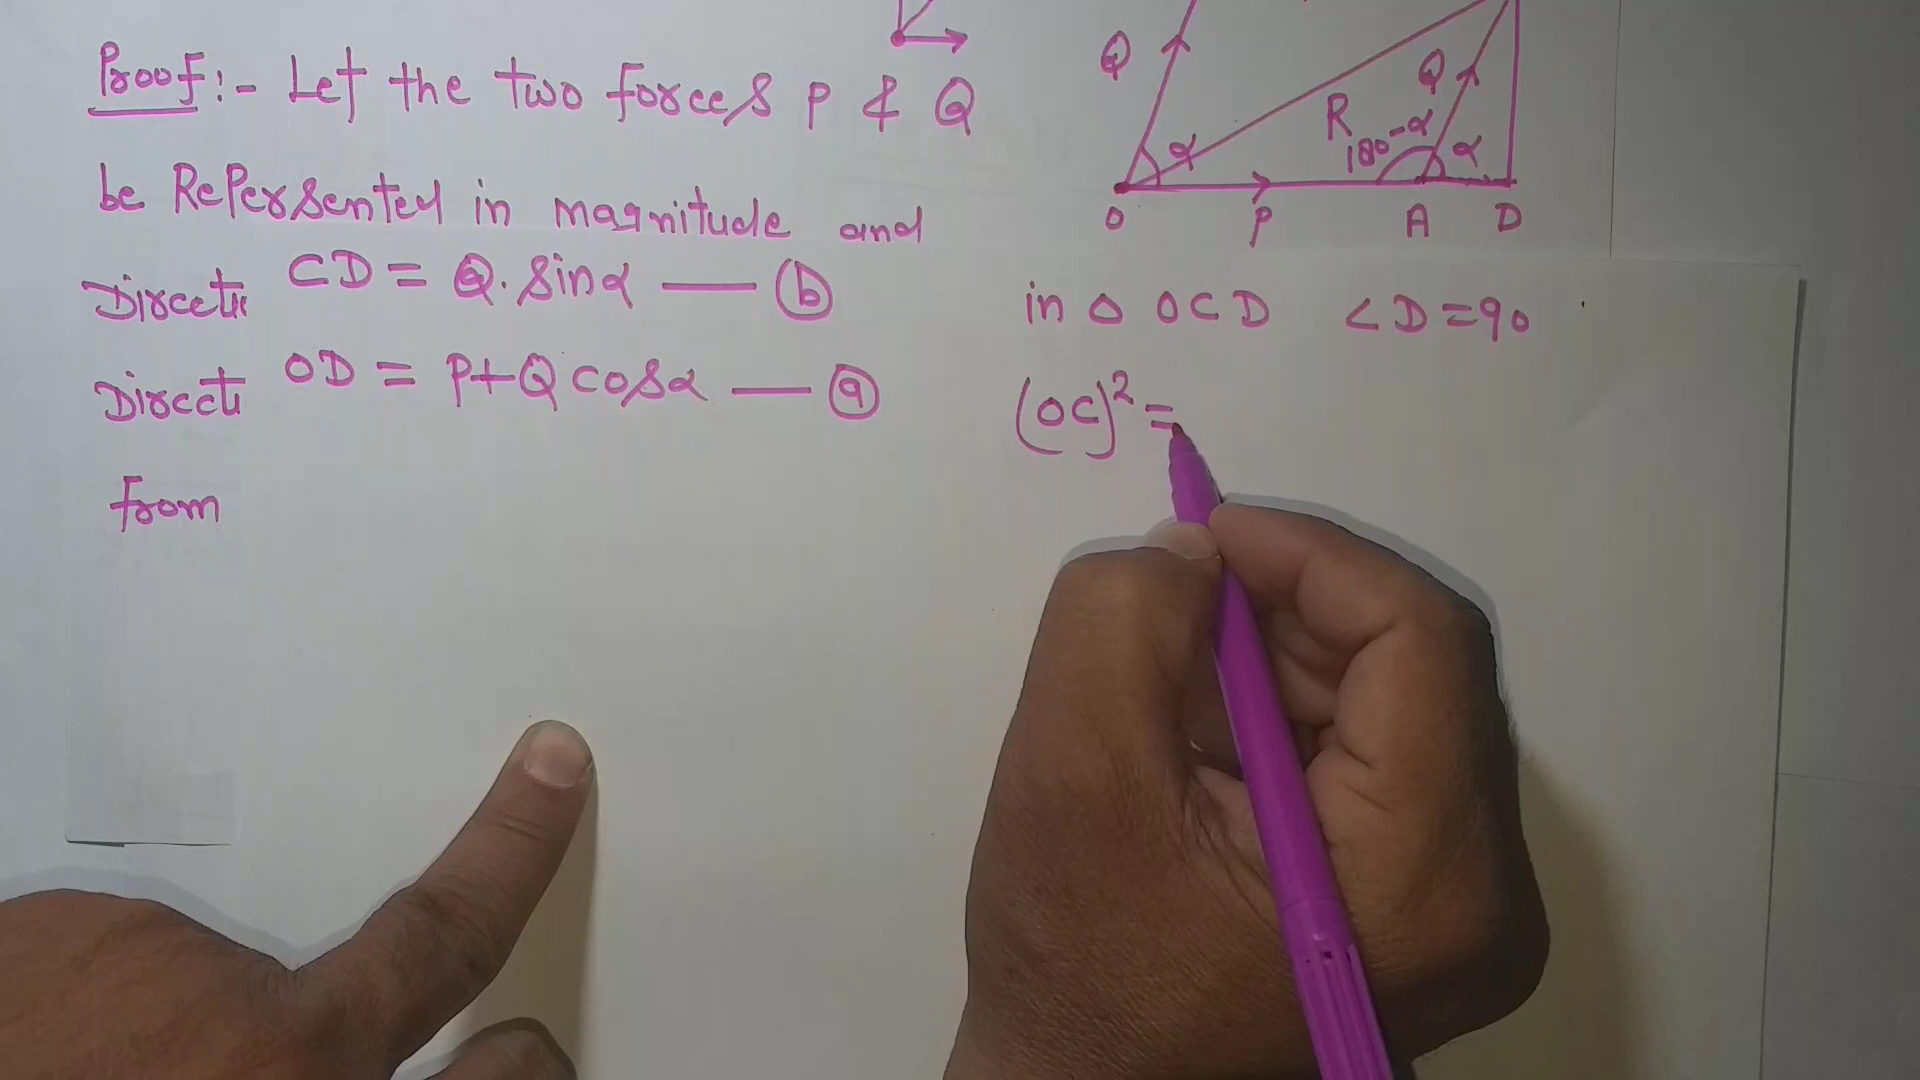 Proof:- Let the two forces P & Q
be RePersented in magnitude and
Directi CD = Q. Sinα — b
Directi OD = P+Q cosα — a
from
Q
Q
R
α
180-α
α
O P A D
in △ OCD <D=90
(OC)² =